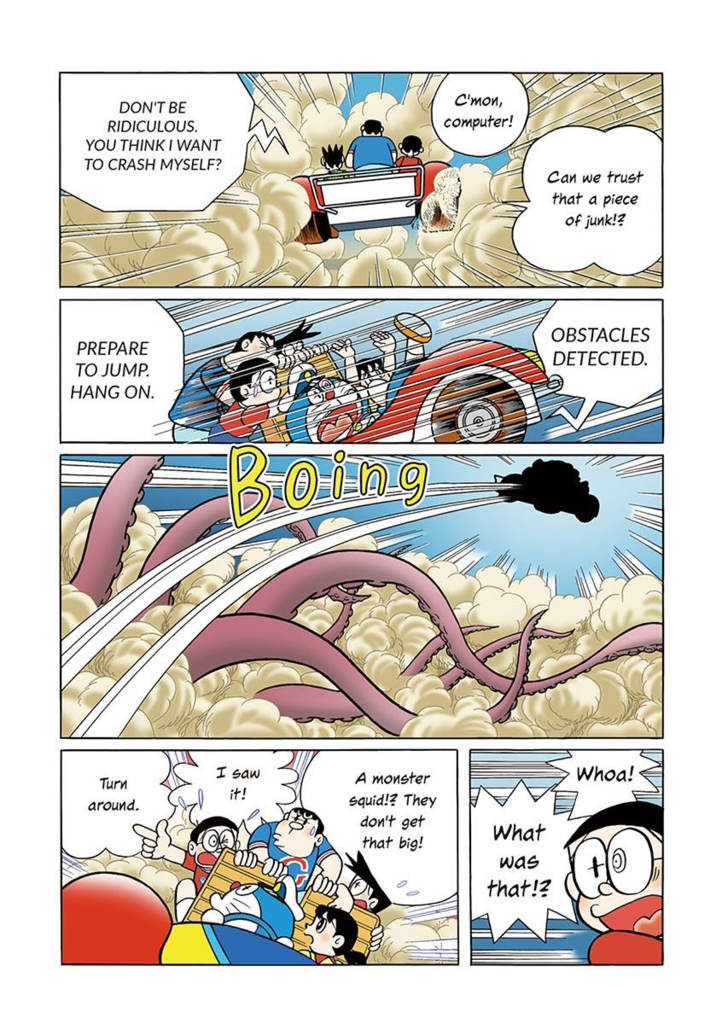 C'mon,
computer!
Can we trust
that a piece
of junk!?
DON'T BE
RIDICULOUS.
YOU THINK I WANT
TO CRASH MYSELF?
OBSTACLES
DETECTED.
PREPARE
TO JUMP.
HANG ON.
Boing
Whoa!
What
was
that!?
A monster
squid!? They
don't get
that big!
I saw
it!
Turn
around.